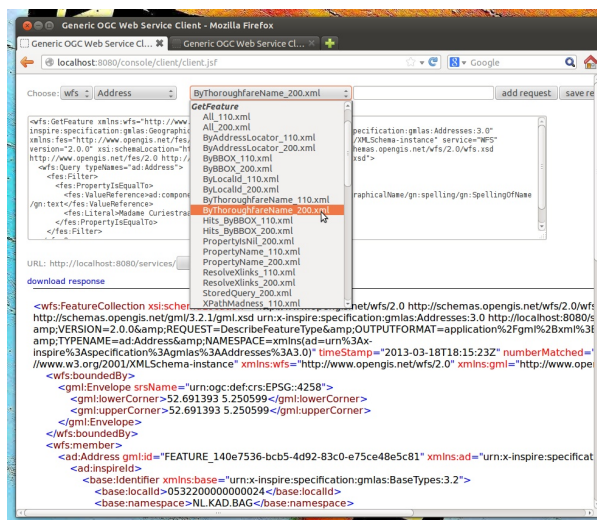 Generic OGC Web Service Client - Mozilla Firefox
Generic OGC Web Service Cl... Generic OGC Web Service Cl...
localhost:8080/console/client/client.jsf Google
Choose: wfs Address ByThoroughfareName_200.xml add request save re
GetFeature
All_110.xml
All_200.xml
ByAddressLocator_110.xml
ByAddressLocator_200.xml
ByBBOX_110.xml
ByBBOX_200.xml
ByLocalId_110.xml
ByLocalId_200.xml
ByThoroughfareName_110.xml
ByThoroughfareName_200.xml
Hits_ByBBOX_110.xml
Hits_ByBBOX_200.xml
PropertyIsNil_200.xml
PropertyName_110.xml
PropertyName_200.xml
ResolveXlinks_110.xml
ResolveXlinks_200.xml
StoredQuery_200.xml
XPathMadness_110.xml
<wfs:GetFeature xmlns:wfs="http://www.
inspire:specification:gmlas:Geographic pecification:gmlas:Addresses:3.0"
xmlns:fes="http://www.opengis.net/fes/ /XMLSchema-instance" service="WFS"
version="2.0.0" xsi:schemaLocation="ht hemas.opengis.net/wfs/2.0/wfs.xsd
http://www.opengis.net/fes/2.0 http:/ xsd">
<wfs:Query typeNames="ad:Address">
<fes:Filter>
<fes:PropertyIsEqualTo>
<fes:ValueReference>ad:compone raphicalName/gn:spelling/gn:SpellingOfName
/gn:text</fes:ValueReference>
<fes:Literal>Madame Curiestraa
</fes:PropertyIsEqualTo>
</fes:Filter>
URL: http://localhost:8080/services/
download response
<wfs:FeatureCollection xsi:schem et/wfs/2.0 http://schemas.opengis.net/wfs/2.0/wfs
http://schemas.opengis.net/gml/3.2.1/gml.xsd urn:x-inspire:specification:gmlas:Addresses:3.0 http://localhost:8080/se
amp;VERSION=2.0.0&amp;REQUEST=DescribeFeatureType&amp;OUTPUTFORMAT=application%2Fgml%2Bxml%3B
amp;TYPENAME=ad:Address&amp;NAMESPACE=xmlns(ad=urn%3Ax-
inspire%3Aspecification%3Agmlas%3AAddresses%3A3.0)" timeStamp="2013-03-18T18:15:23Z" numberMatched="
//www.w3.org/2001/XMLSchema-instance" xmlns:wfs="http://www.opengis.net/wfs/2.0" xmlns:gml="http://www.ope
<wfs:boundedBy>
<gml:Envelope srsName="urn:ogc:def:crs:EPSG::4258">
<gml:lowerCorner>52.691393 5.250599</gml:lowerCorner>
<gml:upperCorner>52.691393 5.250599</gml:upperCorner>
</gml:Envelope>
</wfs:boundedBy>
<wfs:member>
<ad:Address gml:id="FEATURE_140e7536-bcb5-4d92-83c0-e75ce48e5c81" xmlns:ad="urn:x-inspire:specificat
<ad:inspireId>
<base:Identifier xmlns:base="urn:x-inspire:specification:gmlas:BaseTypes:3.2">
<base:localId>0532200000000024</base:localId>
<base:namespace>NL.KAD.BAG</base:namespace>